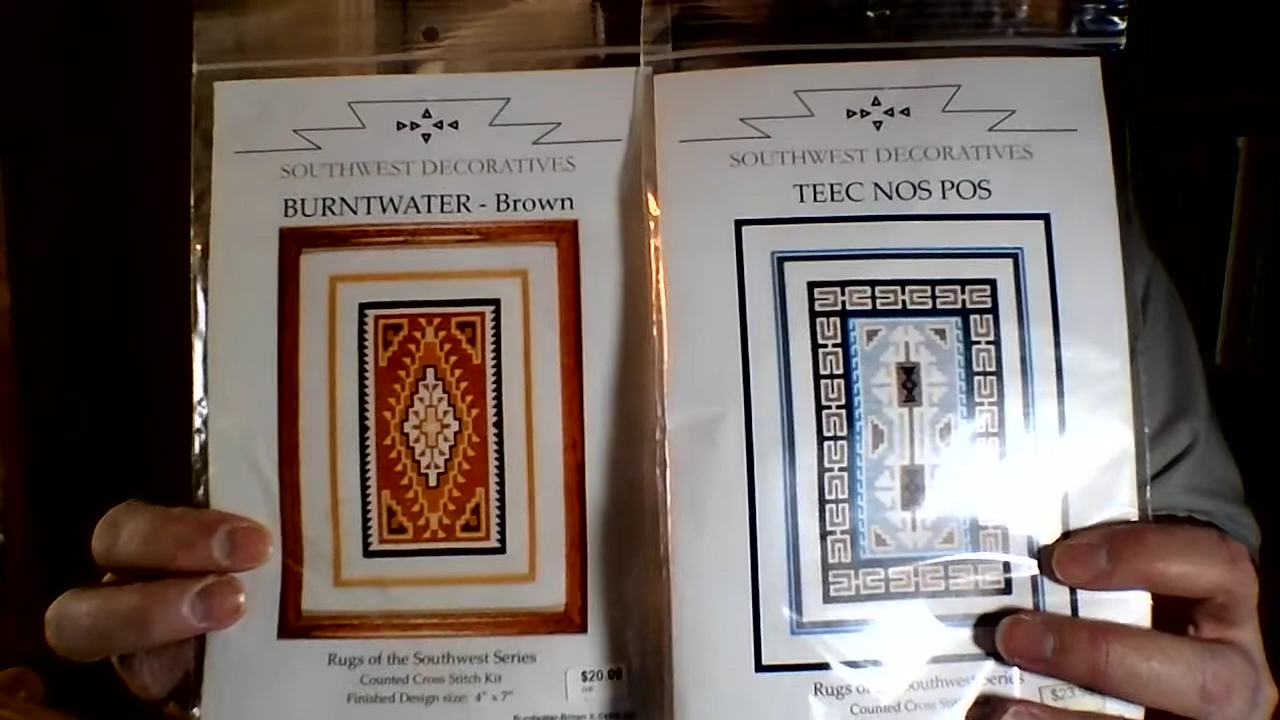 SOUTHWEST DECORATIVES
BURNTWATER - Brown
Rugs of the Southwest Series
Counted Cross Stitch Kit
Finished Design size: 4" x 7"
$20.00
SOUTHWEST DECORATIVES
TEEC NOS POS
Rugs of Southwest Series
Counted Cross
$23